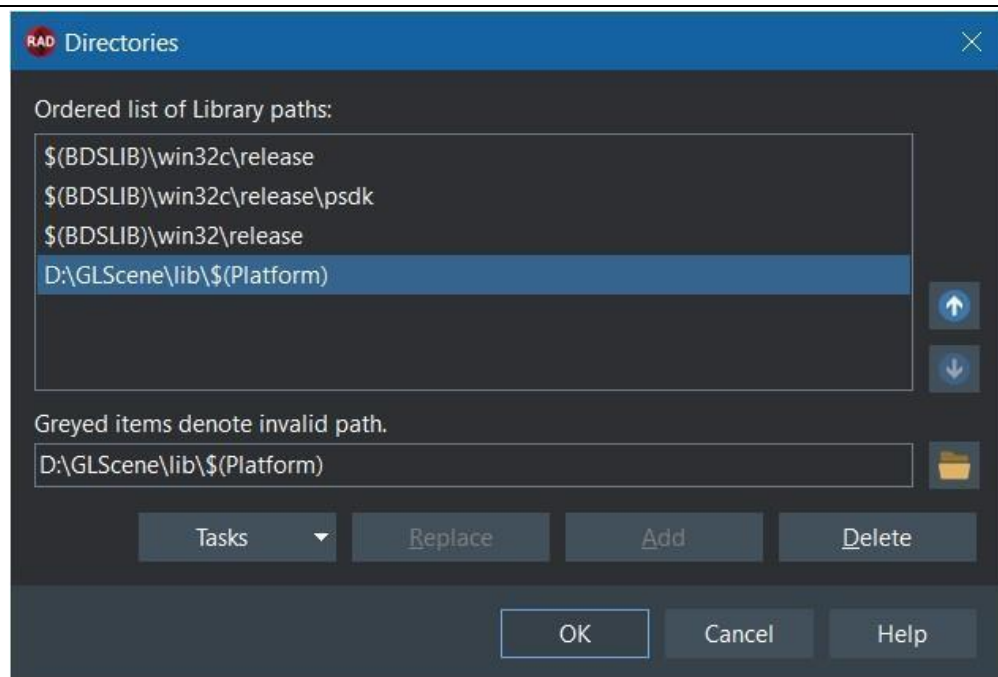 RAD Directories
Ordered list of Library paths:
$(BDSLIB)\win32c\release
$(BDSLIB)\win32c\release\psdk
$(BDSLIB)\win32\release
D:\GLScene\lib\$(Platform)
Greyed items denote invalid path.
D:\GLScene\lib\$(Platform)
Tasks Replace Add Delete
OK Cancel Help